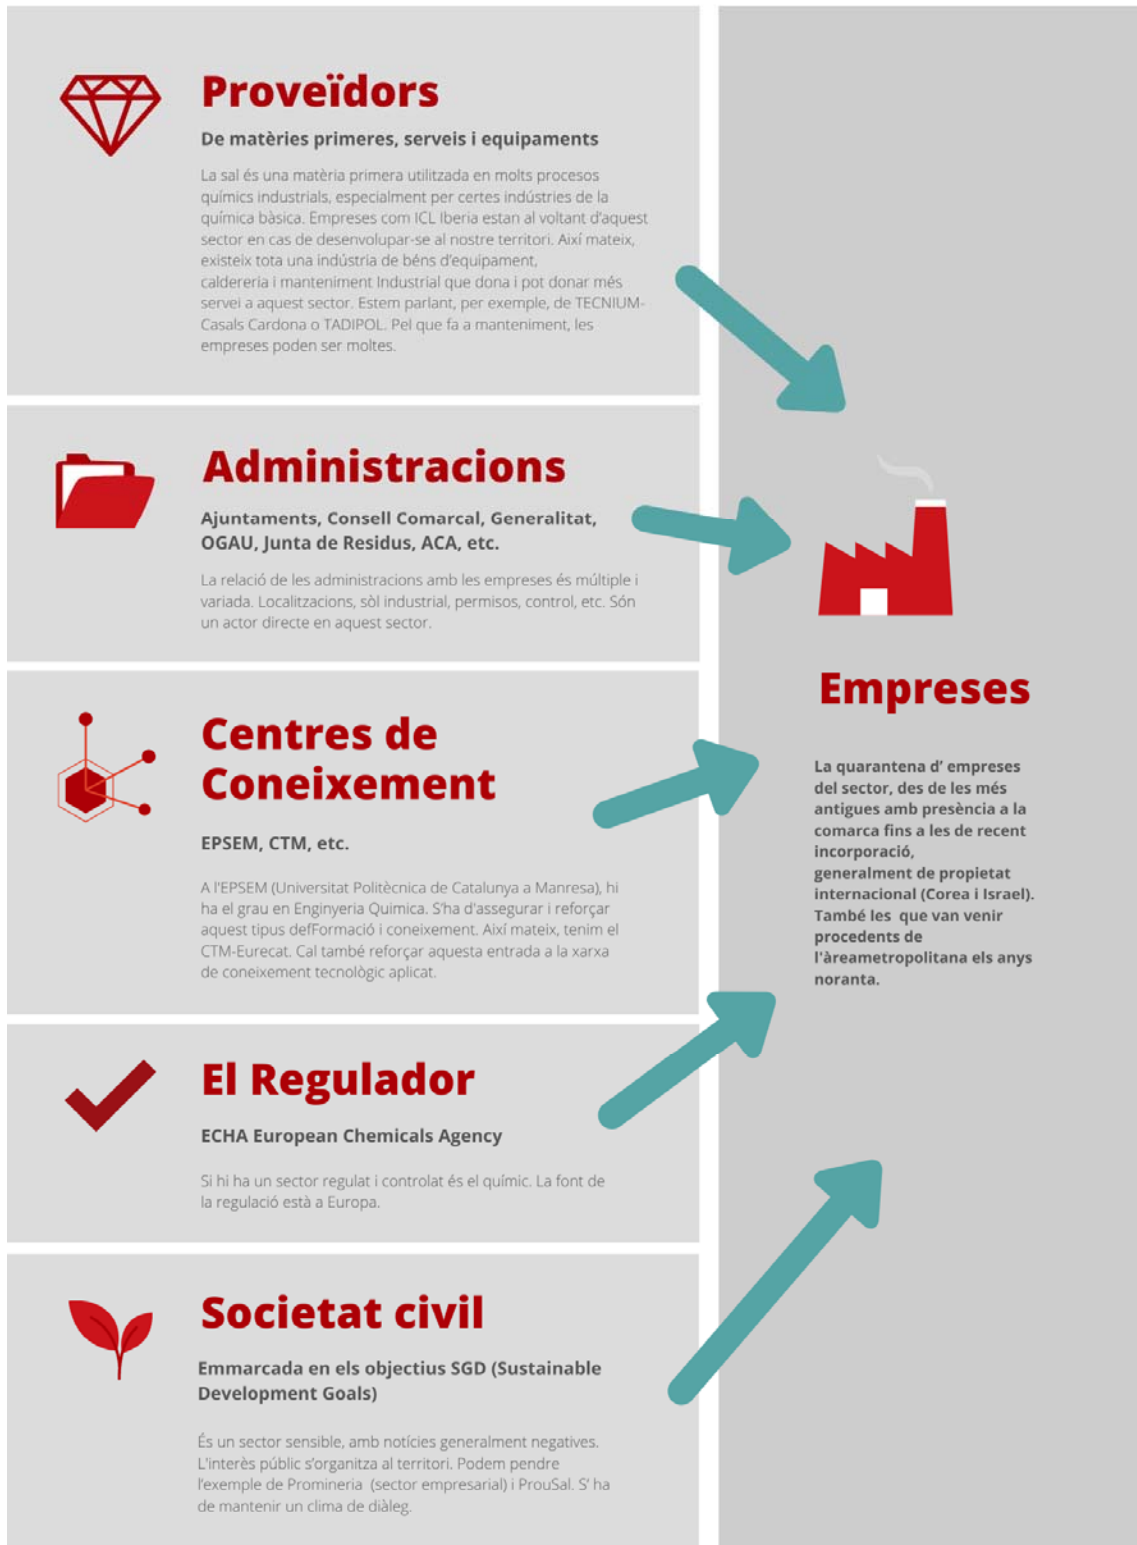 Proveïdors
De matèries primeres, serveis i equipaments
La sal és una matèria primera utilitzada en molts procesos
químics industrials, especialment per certes indústries de la
química bàsica. Empreses com ICL Iberia estan al voltant d'aquest
sector en cas de desenvolupar-se al nostre territori. Així mateix,
existeix tota una indústria de béns d'equipament,
caldereria i manteniment Industrial que dona i pot donar més
servei a aquest sector. Estem parlant, per exemple, de TECNIUM-
Casals Cardona o TADIPOL. Pel que fa a manteniment, les
empreses poden ser moltes.
Administracions
Ajuntaments, Consell Comarcal, Generalitat,
OGAU, Junta de Residus, ACA, etc.
La relació de les administracions amb les empreses és múltiple i
variada. Localitzacions, sòl industrial, permisos, control, etc. Són
un actor directe en aquest sector.
Centres de
Coneixement
EPSEM, CTM, etc.
A l'EPSEM (Universitat Politècnica de Catalunya a Manresa), hi
ha el grau en Enginyeria Quimica. S'ha d'assegurar i reforçar
aquest tipus defFormació i coneixement. Així mateix, tenim el
CTM-Eurecat. Cal també reforçar aquesta entrada a la xarxa
de coneixement tecnològic aplicat.
El Regulador
ECHA European Chemicals Agency
Si hi ha un sector regulat i controlat és el químic. La font de
la regulació està a Europa.
Societat civil
Emmarcada en els objectius SGD (Sustainable
Development Goals)
És un sector sensible, amb notícies generalment negatives.
L'interès públic s'organitza al territori. Podem pendre
l'exemple de Promineria (sector empresarial) i ProuSal. S' ha
de mantenir un clima de diàleg.
Empreses
La quarantena d' empreses
del sector, des de les més
antigues amb presència a la
comarca fins a les de recent
incorporació,
generalment de propietat
internacional (Corea i Israel).
També les que van venir
procedents de
l'àreametropolitana els anys
noranta.